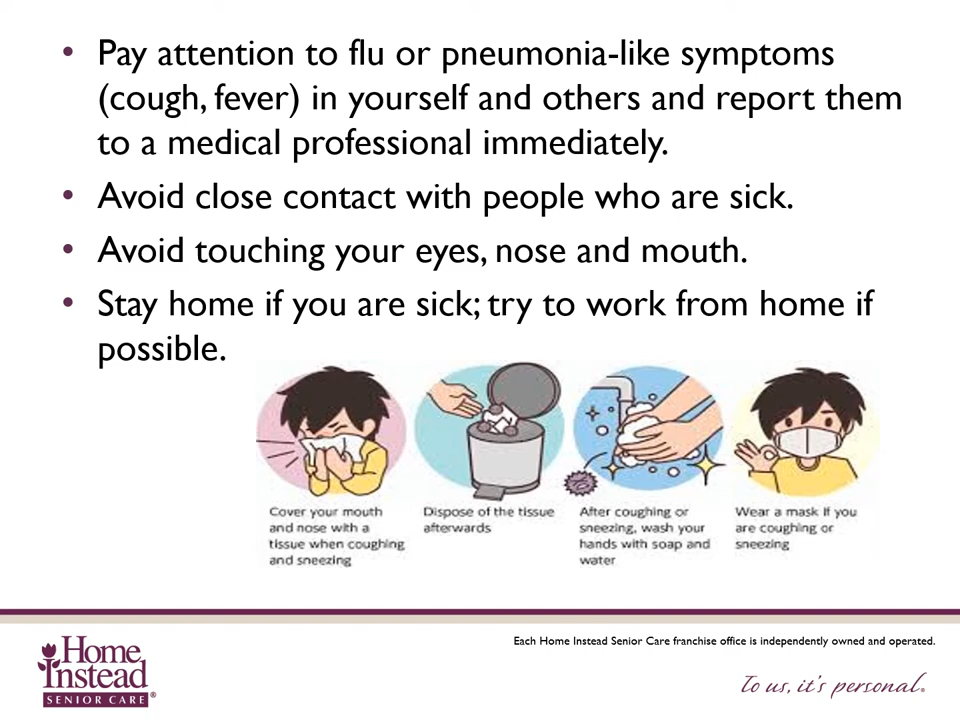 • Pay attention to flu or pneumonia-like symptoms
(cough, fever) in yourself and others and report them
to a medical professional immediately.
• Avoid close contact with people who are sick.
• Avoid touching your eyes, nose and mouth.
• Stay home if you are sick; try to work from home if
possible.
Cover your mouth
and nose with a
tissue when coughing
and sneezing
Dispose of the tissue
afterwards
After coughing or
sneezing, wash your
hands with soap and
water
Wear a mask if you
are coughing or
sneezing
Each Home Instead Senior Care franchise office is independently owned and operated.
Home
Instead
SENIOR CARE®
To us, it's personal.®